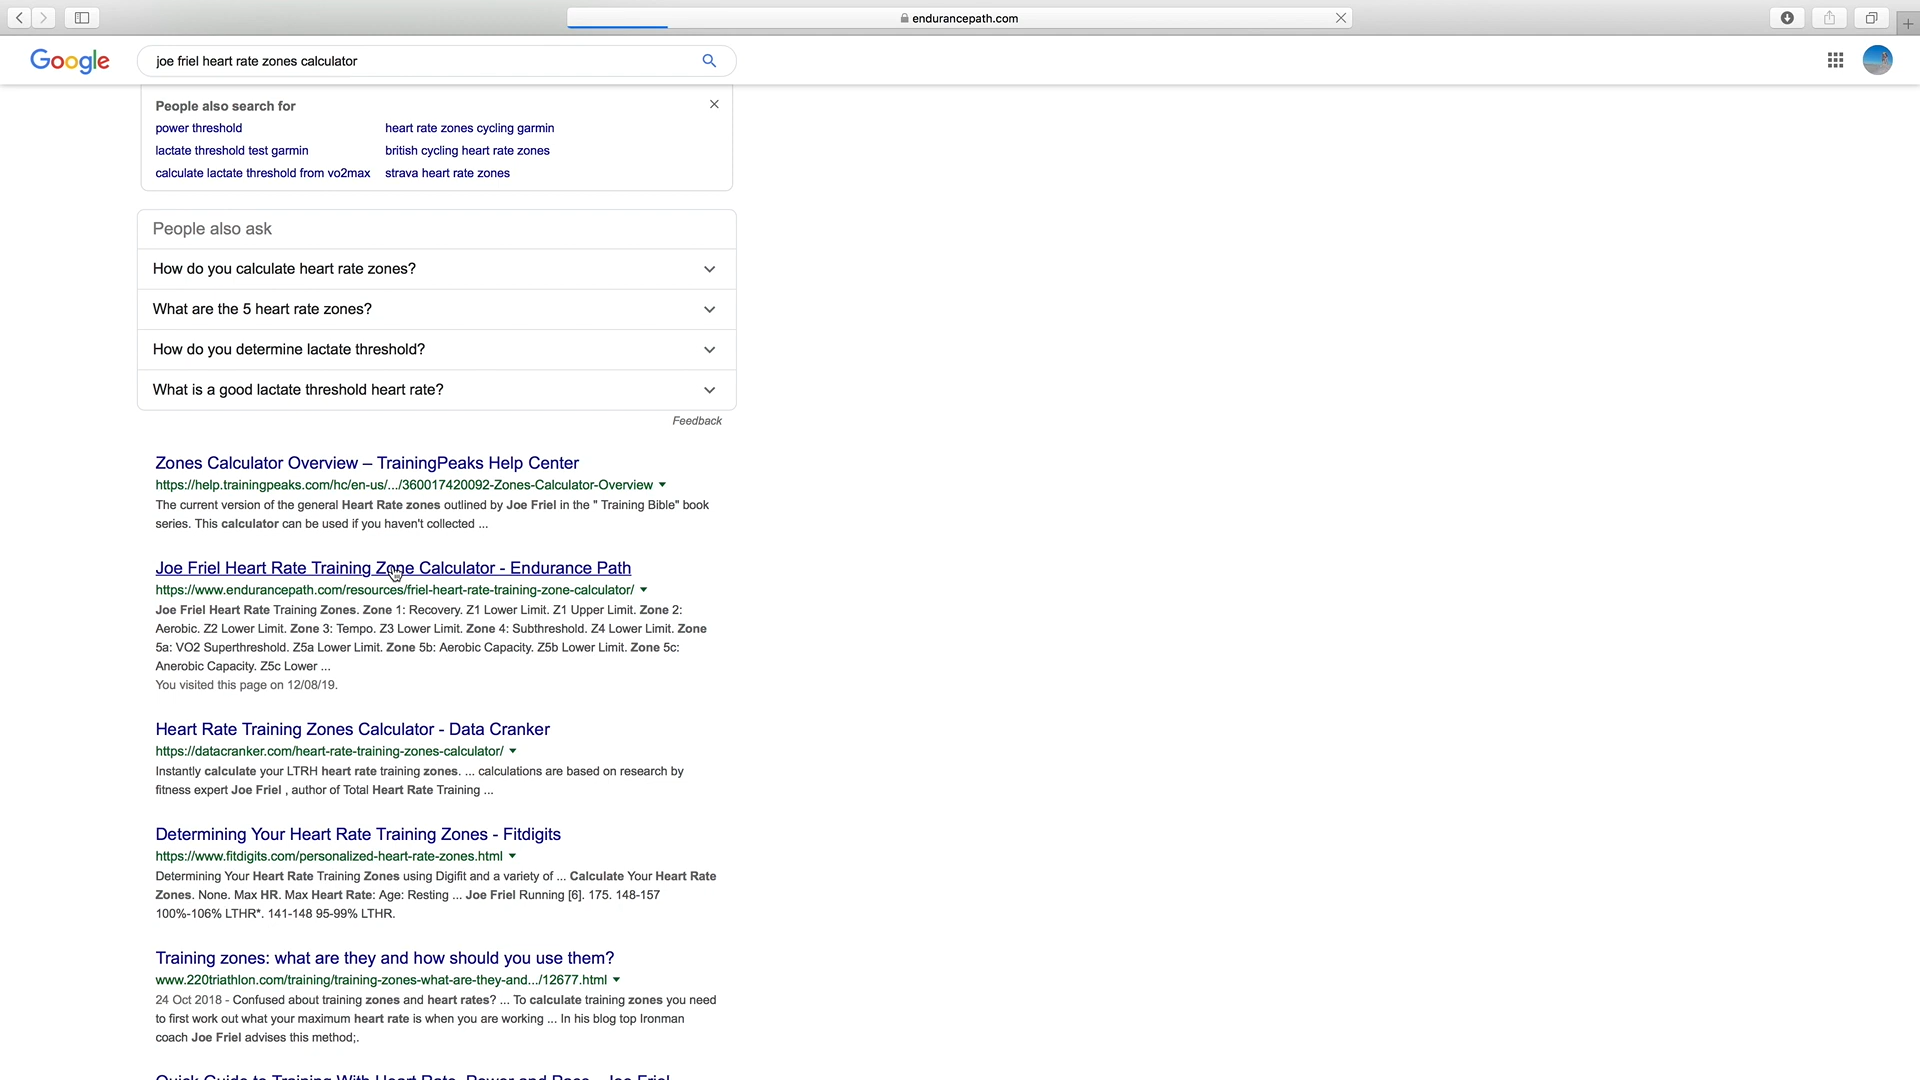 endurancepath.com
Google
joe friel heart rate zones calculator
People also search for
power threshold
heart rate zones cycling garmin
lactate threshold test garmin
british cycling heart rate zones
calculate lactate threshold from vo2max
strava heart rate zones
People also ask
How do you calculate heart rate zones?
What are the 5 heart rate zones?
How do you determine lactate threshold?
What is a good lactate threshold heart rate?
Feedback
Zones Calculator Overview – TrainingPeaks Help Center
https://help.trainingpeaks.com/hc/en-us/.../360017420092-Zones-Calculator-Overview
The current version of the general Heart Rate zones outlined by Joe Friel in the " Training Bible" book
series. This calculator can be used if you haven't collected ...
Joe Friel Heart Rate Training Zone Calculator - Endurance Path
https://www.endurancepath.com/resources/friel-heart-rate-training-zone-calculator/
Joe Friel Heart Rate Training Zones. Zone 1: Recovery. Z1 Lower Limit. Z1 Upper Limit. Zone 2:
Aerobic. Z2 Lower Limit. Zone 3: Tempo. Z3 Lower Limit. Zone 4: Subthreshold. Z4 Lower Limit. Zone
5a: VO2 Superthreshold. Z5a Lower Limit. Zone 5b: Aerobic Capacity. Z5b Lower Limit. Zone 5c:
Anerobic Capacity. Z5c Lower ...
You visited this page on 12/08/19.
Heart Rate Training Zones Calculator - Data Cranker
https://datacranker.com/heart-rate-training-zones-calculator/
Instantly calculate your LTRH heart rate training zones. ... calculations are based on research by
fitness expert Joe Friel , author of Total Heart Rate Training ...
Determining Your Heart Rate Training Zones - Fitdigits
https://www.fitdigits.com/personalized-heart-rate-zones.html
Determining Your Heart Rate Training Zones using Digifit and a variety of ... Calculate Your Heart Rate
Zones. None. Max HR. Max Heart Rate: Age: Resting ... Joe Friel Running [6]. 175. 148-157
100%-106% LTHR*. 141-148 95-99% LTHR.
Training zones: what are they and how should you use them?
www.220triathlon.com/training/training-zones-what-are-they-and.../12677.html
24 Oct 2018 - Confused about training zones and heart rates? ... To calculate training zones you need
to first work out what your maximum heart rate is when you are working ... In his blog top Ironman
coach Joe Friel advises this method;.
Quick Guide to Training With Heart Rate, Power and Pace - Joe Friel